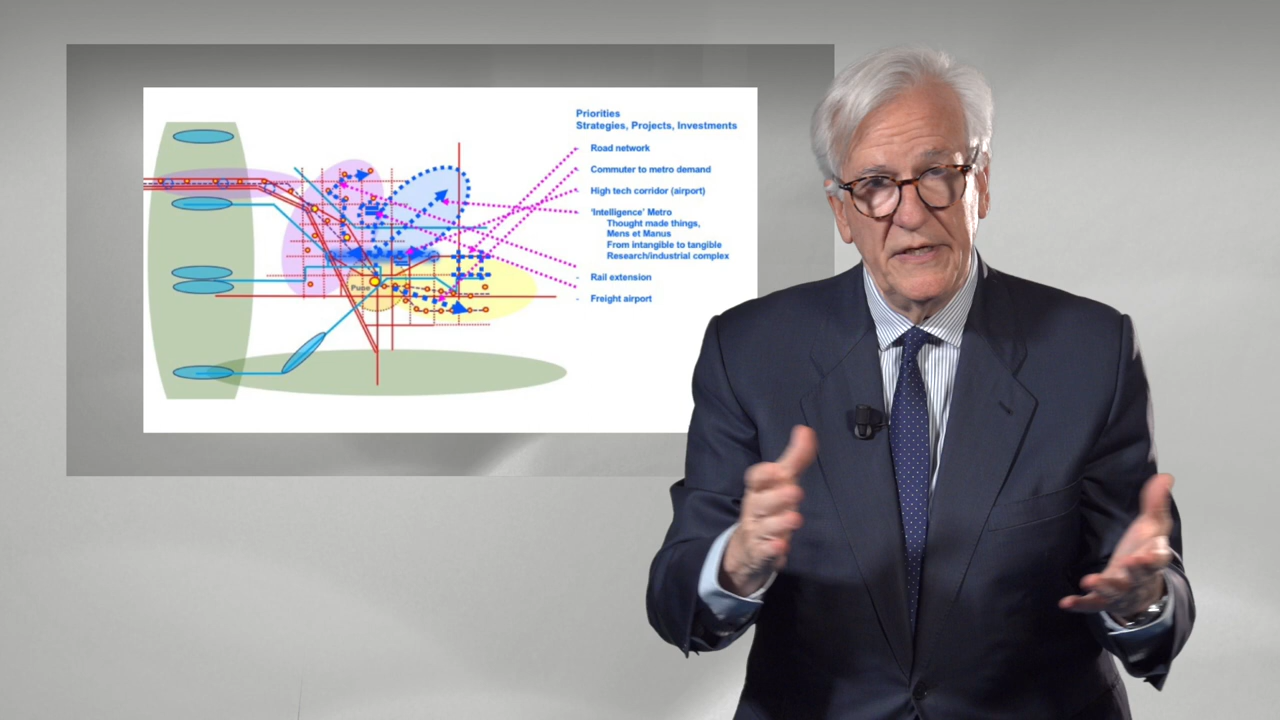 Priorities
Strategies, Projects, Investments
- Road network
- Commuter to metro demand
- High tech corridor (airport)
- 'Intelligence' Metro
Thought made things,
Mens et Manus
From intangible to tangible
Research/industrial complex
- Rail extension
- Freight airport
Pune